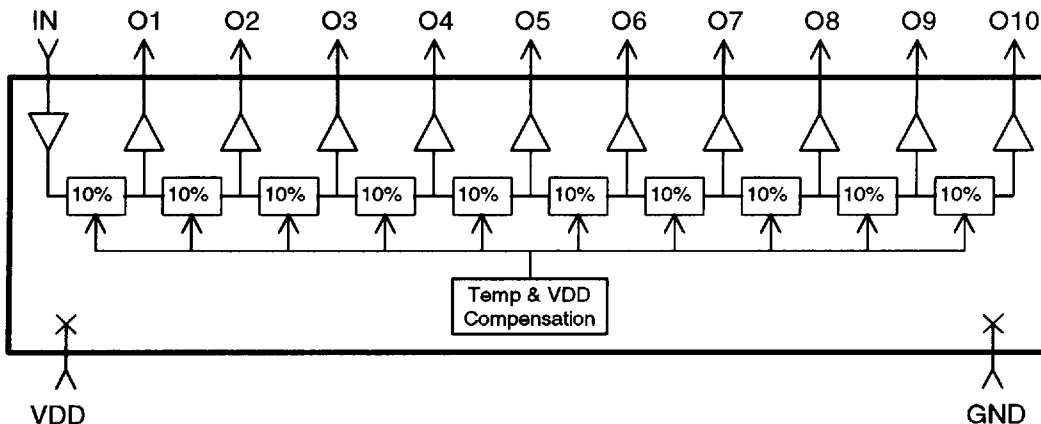 IN O1 O2 O3 O4 O5 O6 O7 O8 O9 O10
10% 10% 10% 10% 10% 10% 10% 10% 10% 10%
Temp & VDD
Compensation
VDD GND